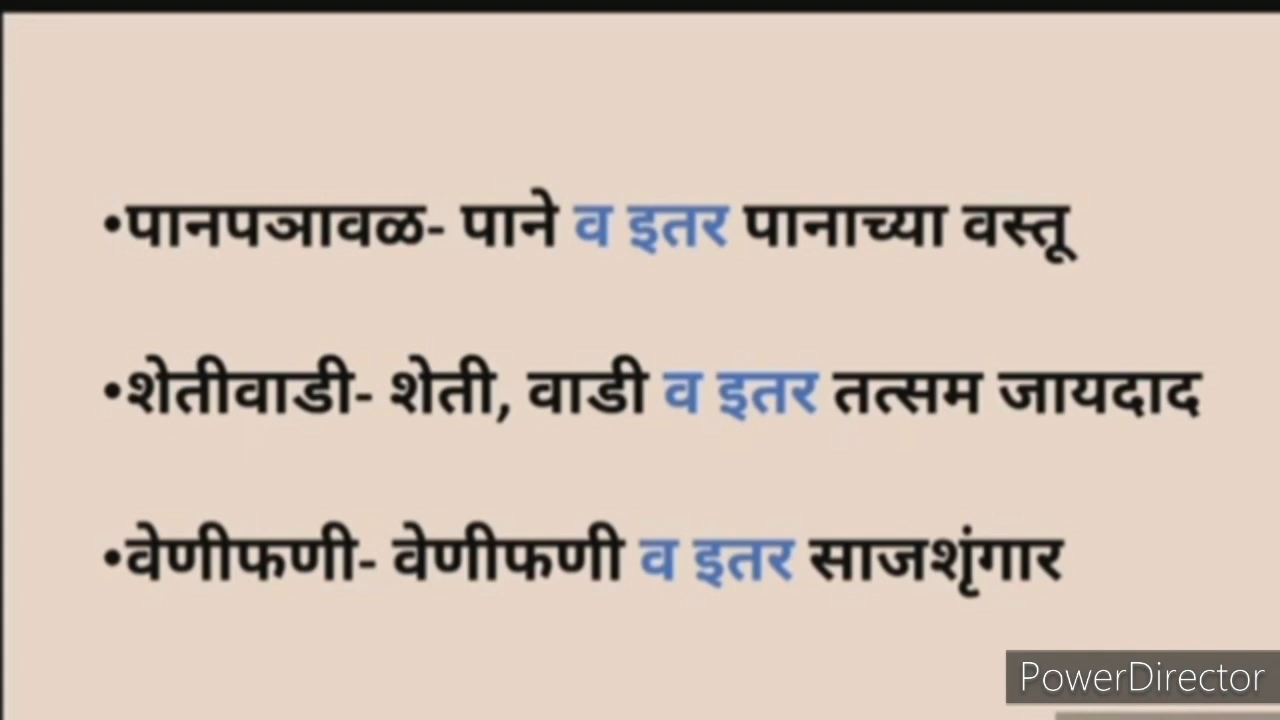 •पानपञावळ- पाने व इतर पानाच्या वस्तू
•शेतीवाडी- शेती, वाडी व इतर तत्सम जायदाद
•वेणीफणी- वेणीफणी व इतर साजशृंगार
PowerDirector